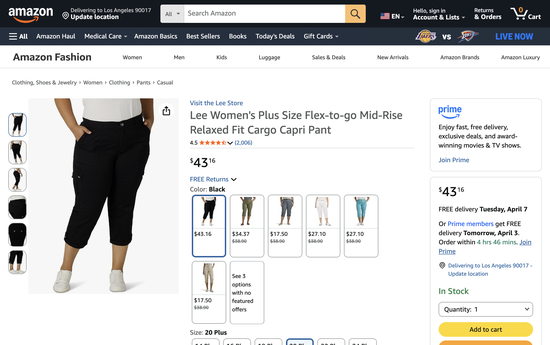 amazon
Delivering to Los Angeles 90017
Update location
All
Search Amazon
EN
Hello, sign in
Account & Lists
Returns
& Orders
0
Cart
All
Amazon Haul
Medical Care
Amazon Basics
Best Sellers
Books
Today's Deals
Gift Cards
LAKERS
VS
LIVE NOW
Amazon Fashion
Women
Men
Kids
Luggage
Sales & Deals
New Arrivals
Amazon Brands
Amazon Luxury
Clothing, Shoes & Jewelry › Women › Clothing › Pants › Casual
Visit the Lee Store
Lee Women's Plus Size Flex-to-go Mid-Rise
Relaxed Fit Cargo Capri Pant
4.5
(2,006)
$43.16
FREE Returns
Color: Black
$43.16
$34.37
$38.90
$17.50
$38.90
$27.10
$38.90
$27.10
$38.90
$17.50
$38.90
See 3
options
with no
featured
offers
Size: 20 Plus
prime
Enjoy fast, free delivery,
exclusive deals, and award-
winning movies & TV shows.
Join Prime
$43.16
FREE delivery Tuesday, April 7
Or Prime members get FREE
delivery Tomorrow, April 3.
Order within 4 hrs 46 mins. Join
Prime
Delivering to Los Angeles 90017 -
Update location
In Stock
Quantity: 1
Add to cart